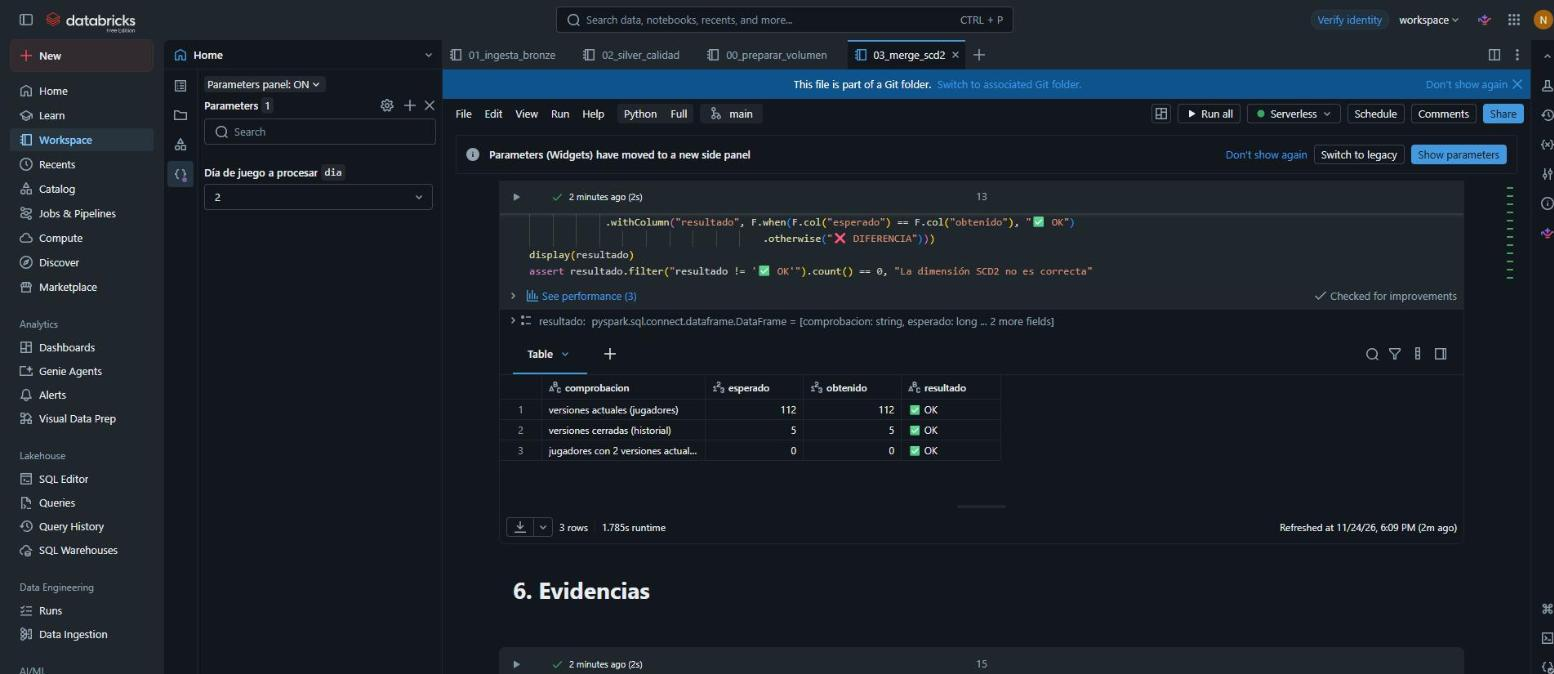 databricks
Free Edition
Search data, notebooks, recents, and more...
CTRL + P
Verify identity
workspace
N
New
Home
Learn
Workspace
Recents
Catalog
Jobs & Pipelines
Compute
Discover
Marketplace
Analytics
Dashboards
Genie Agents
Alerts
Visual Data Prep
Lakehouse
SQL Editor
Queries
Query History
SQL Warehouses
Data Engineering
Runs
Data Ingestion
AI/ML
Home
Parameters panel: ON
Parameters 1
Search
Día de juego a procesar dia
2
01_ingesta_bronze
02_silver_calidad
00_preparar_volumen
03_merge_scd2
This file is part of a Git folder. Switch to associated Git folder.
Don't show again
File Edit View Run Help Python Full main
Run all
Serverless
Schedule
Comments
Share
Parameters (Widgets) have moved to a new side panel
Don't show again
Switch to legacy
Show parameters
2 minutes ago (2s)
13
.withColumn("resultado", F.when(F.col("esperado") == F.col("obtenido"), "✅ OK")
.otherwise("❌ DIFERENCIA")))
display(resultado)
assert resultado.filter("resultado != '✅ OK'").count() == 0, "La dimensión SCD2 no es correcta"
See performance (3)
Checked for improvements
resultado: pyspark.sql.connect.dataframe.DataFrame = [comprobacion: string, esperado: long ... 2 more fields]
Table
comprobacion esperado obtenido resultado
1 versiones actuales (jugadores) 112 112 ✅ OK
2 versiones cerradas (historial) 5 5 ✅ OK
3 jugadores con 2 versiones actual... 0 0 ✅ OK
3 rows 1.785s runtime
Refreshed at 11/24/26, 6:09 PM (2m ago)
6. Evidencias
2 minutes ago (2s)
15